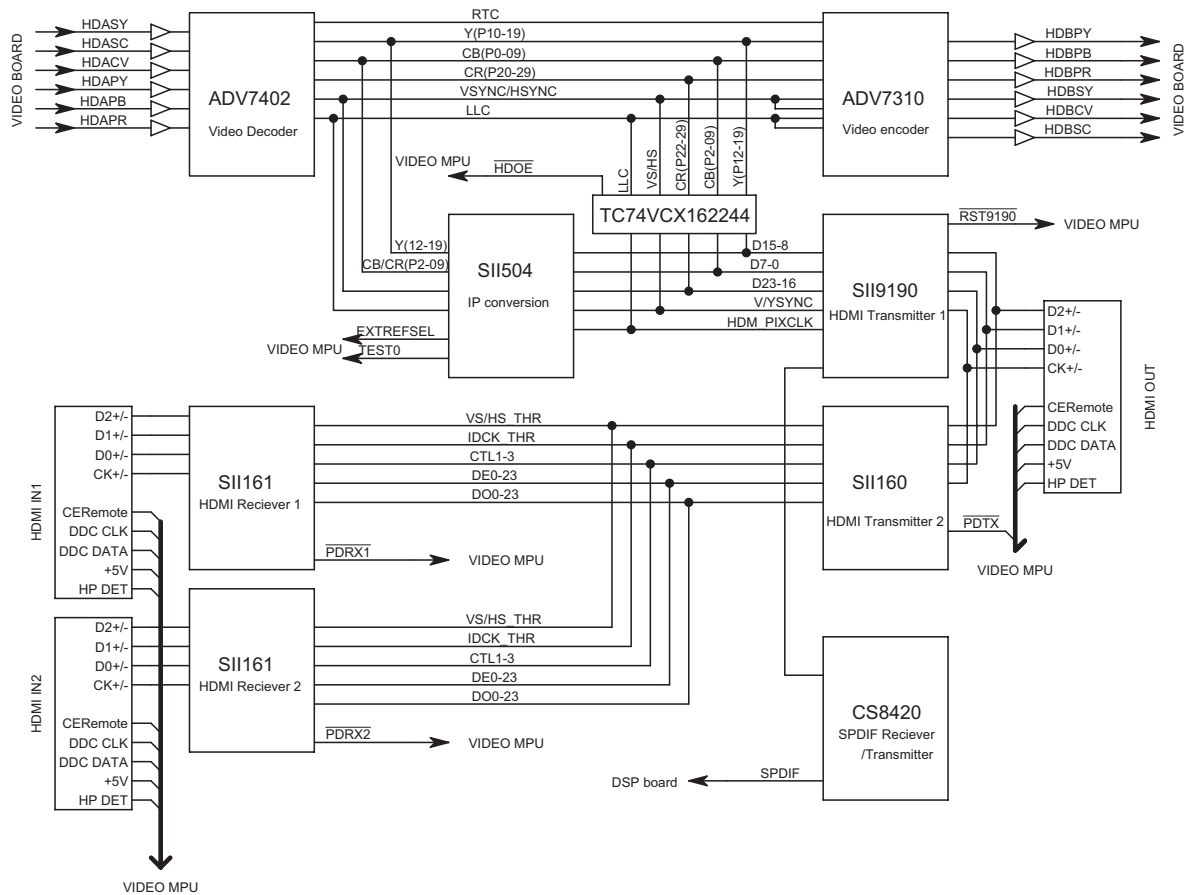 VIDEO BOARD
HDASY
HDASC
HDACV
HDAPY
HDAPB
HDAPR
ADV7402
Video Decoder
RTC
Y(P10-19)
CB(P0-09)
CR(P20-29)
VSYNC/HSYNC
LLC
ADV7310
Video encoder
HDBPY
HDBPB
HDBPR
HDBSY
HDBCV
HDBSC
VIDEO BOARD
VIDEO MPU
HDOE
LLC
VS/HS
CR(P22-29)
CB(P2-09)
Y(P12-19)
TC74VCX162244
Y(12-19)
CB/CR(P2-09)
SII504
IP conversion
EXTREFSEL
TEST0
VIDEO MPU
D15-8
D7-0
D23-16
V/YSYNC
HDM_PIXCLK
SII9190
HDMI Transmitter 1
RST9190
VIDEO MPU
D2+/-
D1+/-
D0+/-
CK+/-
CERemote
DDC CLK
DDC DATA
+5V
HP DET
HDMI OUT
HDMI IN1
D2+/-
D1+/-
D0+/-
CK+/-
CERemote
DDC CLK
DDC DATA
+5V
HP DET
SII161
HDMI Reciever 1
VS/HS_THR
IDCK_THR
CTL1-3
DE0-23
DO0-23
PDRX1
VIDEO MPU
SII160
HDMI Transmitter 2
PDTX
VIDEO MPU
HDMI IN2
D2+/-
D1+/-
D0+/-
CK+/-
CERemote
DDC CLK
DDC DATA
+5V
HP DET
SII161
HDMI Reciever 2
VS/HS_THR
IDCK_THR
CTL1-3
DE0-23
DO0-23
PDRX2
VIDEO MPU
CS8420
SPDIF Reciever
/Transmitter
DSP board
SPDIF
VIDEO MPU